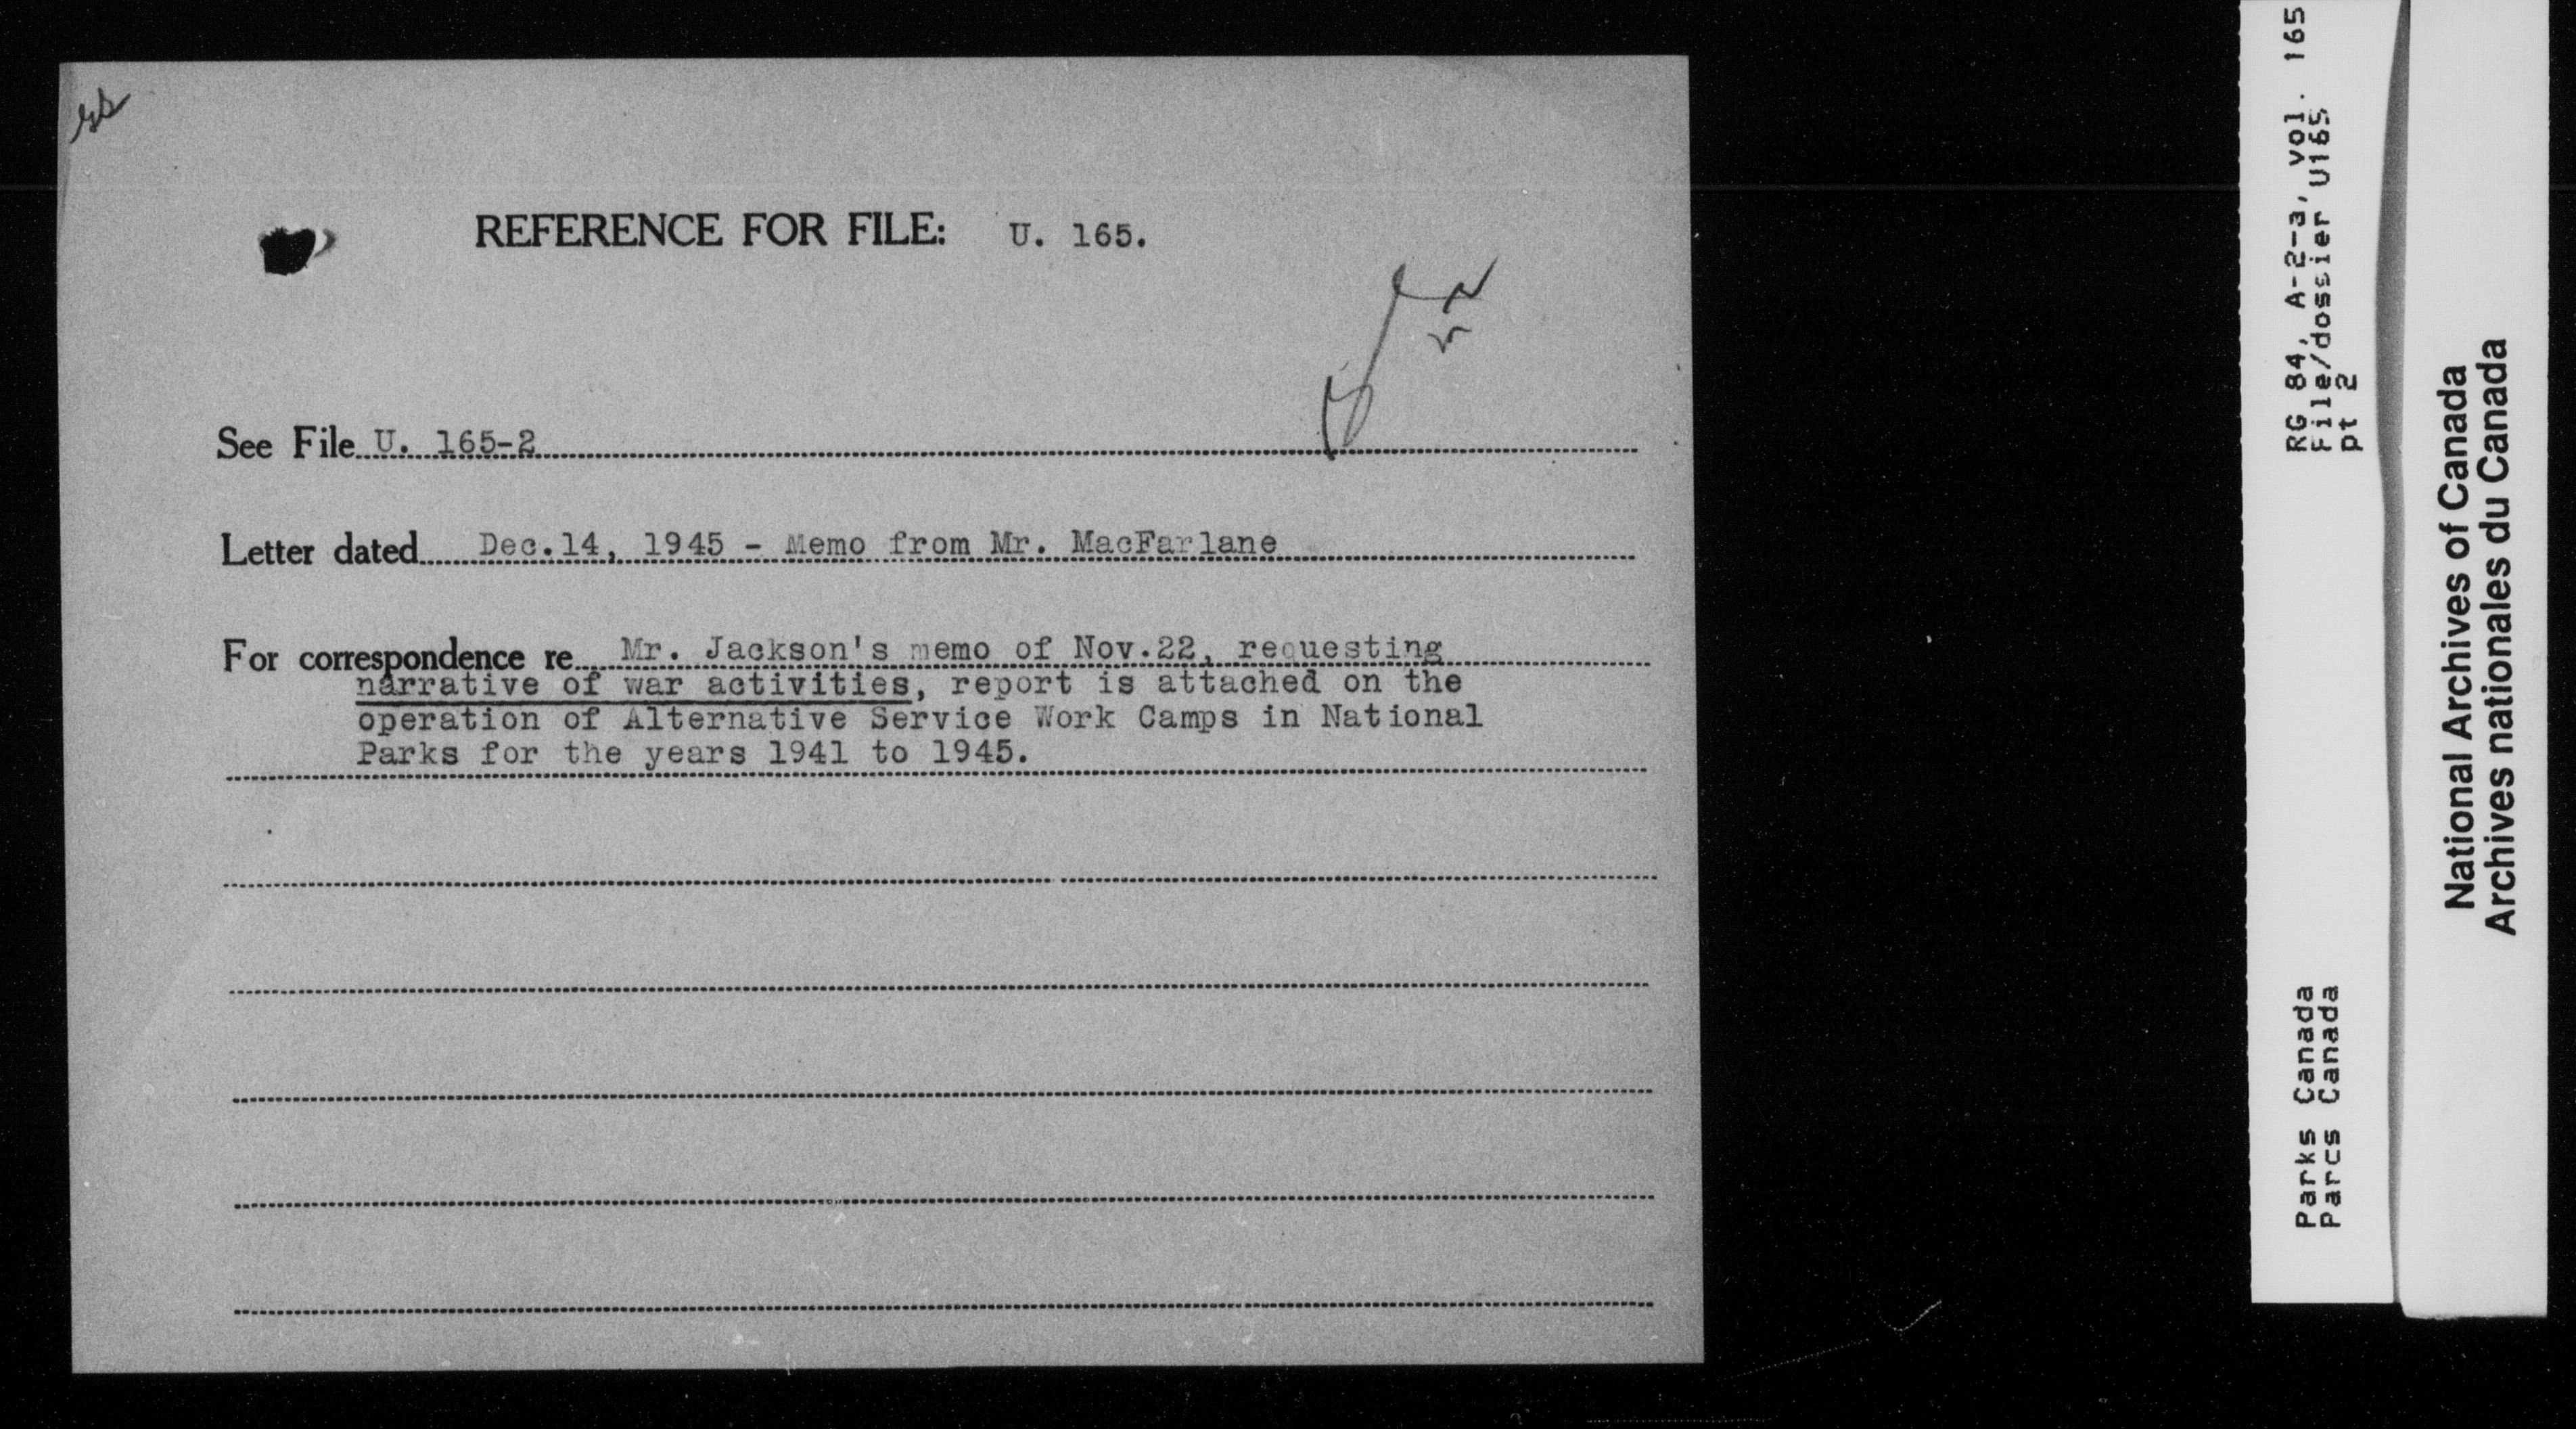 REFERENCE FOR FILE: U. 165.
See File U. 165-2
Letter dated Dec.14, 1945 - Memo from Mr. MacFarlane
For correspondence re Mr. Jackson's memo of Nov.22, requesting
narrative of war activities, report is attached on the
operation of Alternative Service Work Camps in National
Parks for the years 1941 to 1945.
RG 84, A-2-a, vol. 165
File/dossier U165
pt 2
Parks Canada
Parcs Canada
National Archives of Canada
Archives nationales du Canada